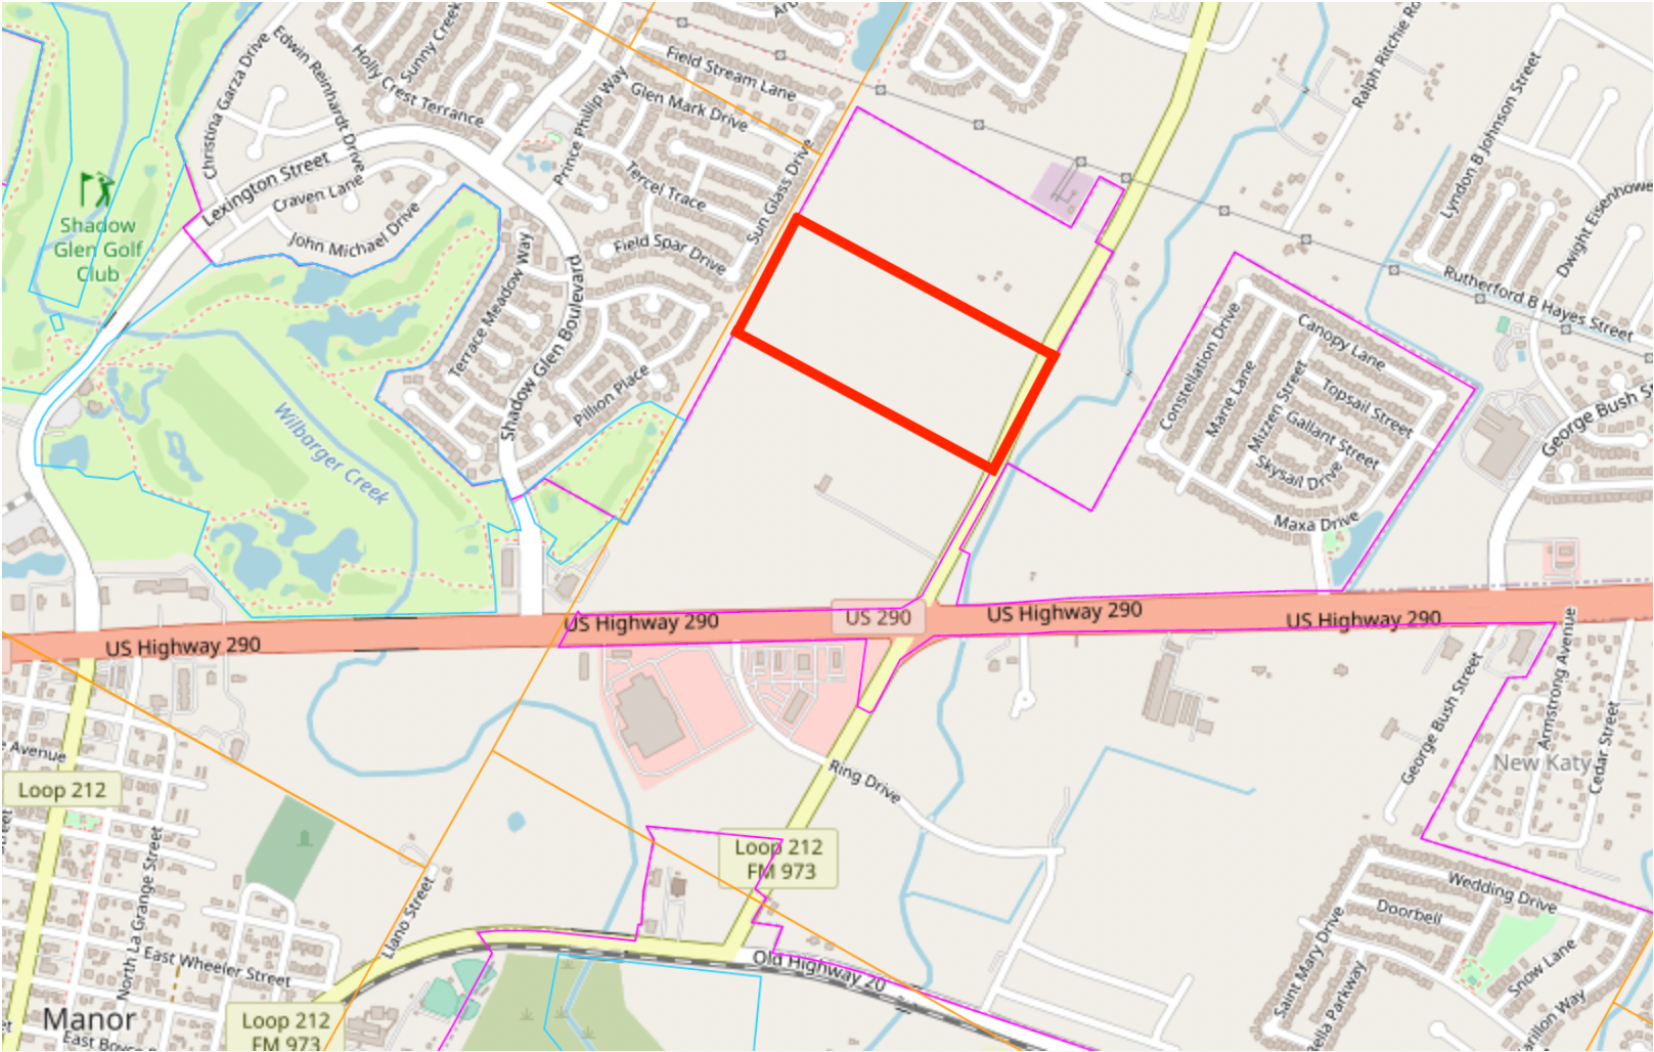 Christina Garza Drive
Edwin Reinhardt Drive
Holly Crest Terrance
Sunny Creek
Field Stream Lane
Glen Mark Drive
Prince Phillip Way
Ralph Ritchie Ro
Lyndon B Johnson Street
Dwight Eisenhowe
Lexington Street
Craven Lane
John Michael Drive
Tercel Trace
Sun Glass Drive
Field Spar Drive
Shadow
Glen Golf
Club
Terrace Meadow Way
Shadow Glen Boulevard
Pillion Place
Wilbarger Creek
Rutherford B Hayes Street
Constellation Drive
Marie Lane
Mizzen Street
Canopy Lane
Topsail Street
Gallant Street
Skysail Drive
Maxa Drive
George Bush St
US Highway 290
US Highway 290
US 290
US Highway 290
US Highway 290
Ring Drive
George Bush Street
Armstrong Avenue
Cedar Street
New Katy
e Avenue
Loop 212
Loop 212
FM 973
North La Grange Street
Llano Street
East Wheeler Street
Old Highway 20
Wedding Drive
Doorbell
Saint Mary Drive
Snow Lane
ella Parkway
arillon Way
Manor
Loop 212
FM 973